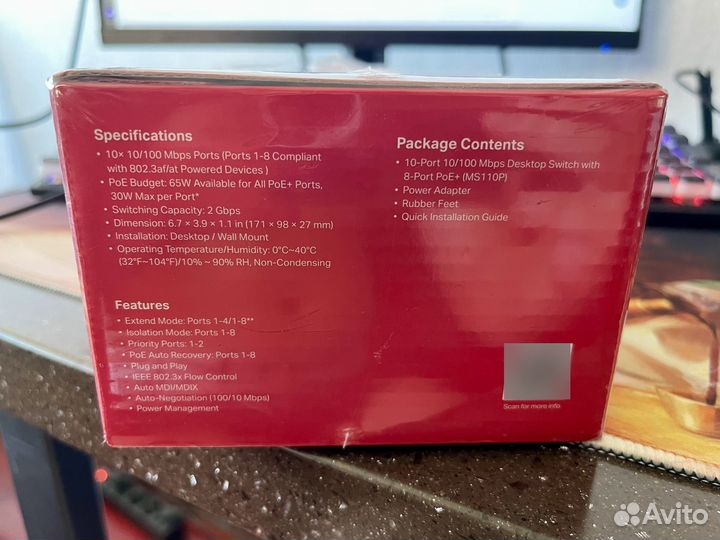 Specifications
• 10× 10/100 Mbps Ports (Ports 1-8 Compliant
with 802.3af/at Powered Devices )
• PoE Budget: 65W Available for All PoE+ Ports,
30W Max per Port*
• Switching Capacity: 2 Gbps
• Dimension: 6.7 × 3.9 × 1.1 in (171 × 98 × 27 mm)
• Installation: Desktop / Wall Mount
• Operating Temperature/Humidity: 0°C~40°C
(32°F~104°F)/10% ~ 90% RH, Non-Condensing
Features
• Extend Mode: Ports 1-4/1-8**
• Isolation Mode: Ports 1-8
• Priority Ports: 1-2
• PoE Auto Recovery: Ports 1-8
• Plug and Play
• IEEE 802.3x Flow Control
• Auto MDI/MDIX
• Auto-Negotiation (100/10 Mbps)
• Power Management
Package Contents
• 10-Port 10/100 Mbps Desktop Switch with
8-Port PoE+ (MS110P)
• Power Adapter
• Rubber Feet
• Quick Installation Guide
Scan for more info
Avito